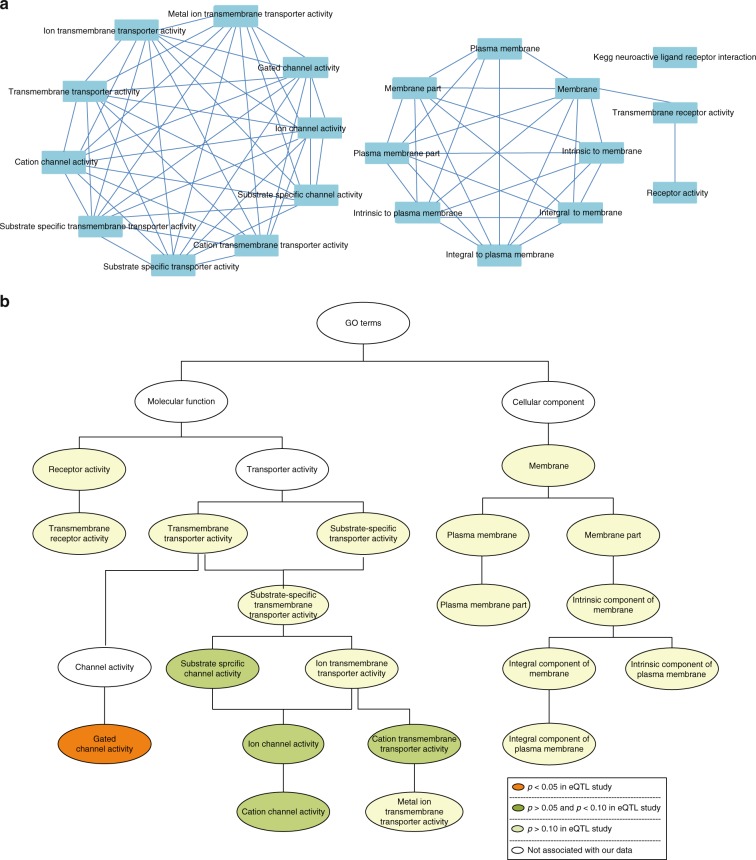 a
Metal ion transmembrane transporter activity
Ion transmembrane transporter activity
Gated channel activity
Transmembrane transporter activity
Ion channel activity
Cation channel activity
Substrate specific channel activity
Substrate specific transmembrane transporter activity
Cation transmembrane transporter activity
Substrate specific transporter activity
Plasma membrane
Membrane part
Membrane
Plasma membrane part
Intrinsic to membrane
Intrinsic to plasma membrane
Intergral to membrane
Integral to plasma membrane
Kegg neuroactive ligand receptor interaction
Transmembrane receptor activity
Receptor activity
b
GO terms
Molecular function
Cellular component
Receptor activity
Transporter activity
Membrane
Transmembrane
receptor activity
Transmembrane
transporter activity
Substrate-specific
transporter activity
Plasma membrane
Membrane part
Substrate-specific
transmembrane
transporter activity
Plasma membrane part
Intrinsic component of
membrane
Channel activity
Substrate sprcific
channel activity
Ion transmembrane
transporter activity
Integral component of
membrane
Intrinsic component of
plasma membrane
Gated
channel activity
Ion channel activity
Cation transmembrane
transporter activity
Integral component of
plasma membrane
Cation channel activity
Metal ion
transmembrane
transporter activity
p < 0.05 in eQTL study
p > 0.05 and p < 0.10 in eQTL study
p > 0.10 in eQTL study
Not associated with our data